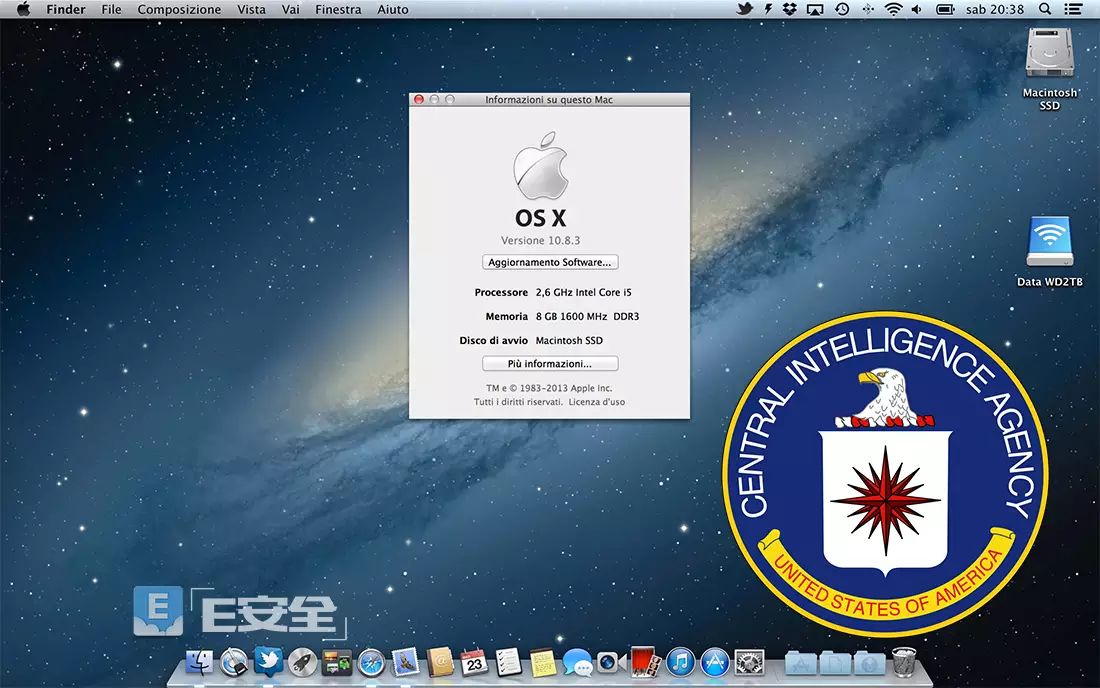 Finder File Composizione Vista Vai Finestra Aiuto sab 20:38
Macintosh
SSD
Informazioni su questo Mac
OS X
Versione 10.8.3
Aggiornamento Software...
Processore 2,6 GHz Intel Core i5
Memoria 8 GB 1600 MHz DDR3
Disco di avvio Macintosh SSD
Più informazioni...
TM e © 1983-2013 Apple Inc.
Tutti i diritti riservati. Licenza d'uso
Data WD2TB
CENTRAL INTELLIGENCE AGENCY
UNITED STATES OF AMERICA
E
E安全
23